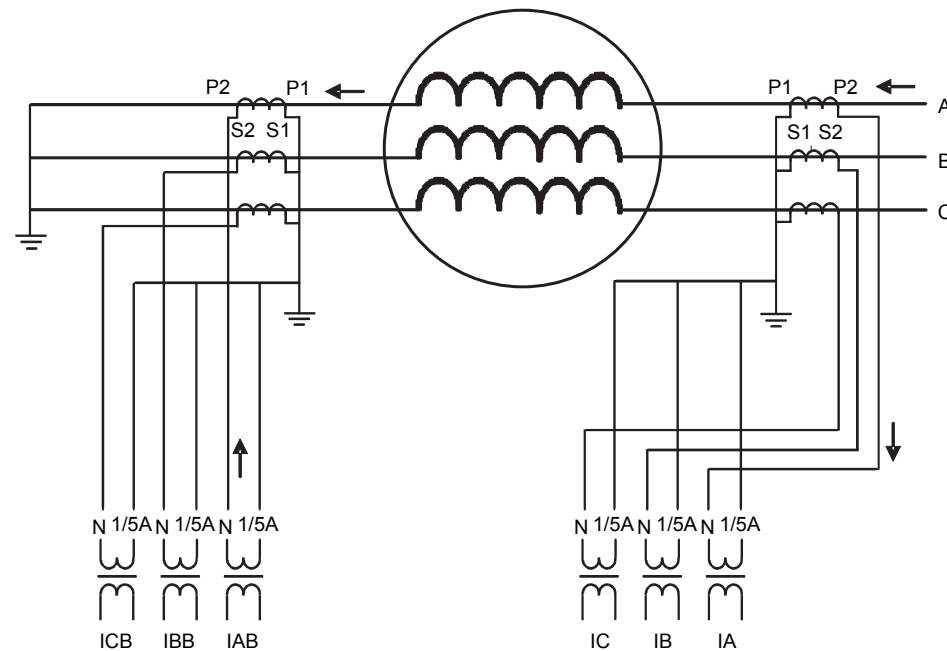 P2 P1 P1 P2 A
S2 S1 S1 S2
B
C
N 1/5A N 1/5A N 1/5A N 1/5A N 1/5A N 1/5A
ICB IBB IAB IC IB IA